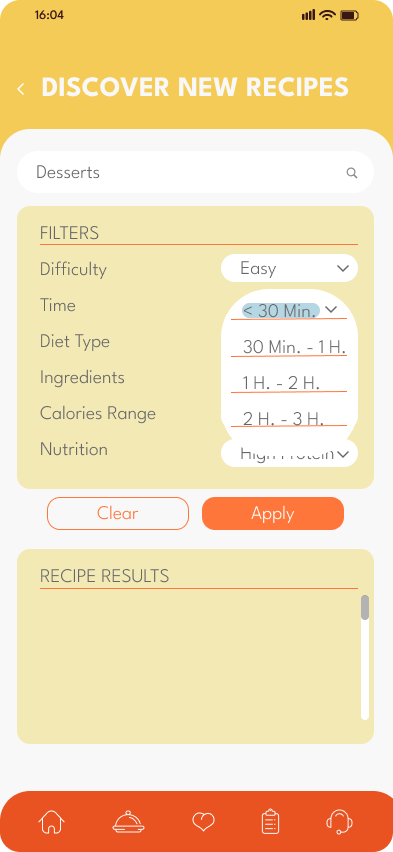 16:04
DISCOVER NEW RECIPES
Desserts
FILTERS
Difficulty
Easy
Time
< 30 Min.
Diet Type
30 Min. - 1 H.
Ingredients
1 H. - 2 H.
Calories Range
2 H. - 3 H.
Nutrition
High Protein
Clear
Apply
RECIPE RESULTS